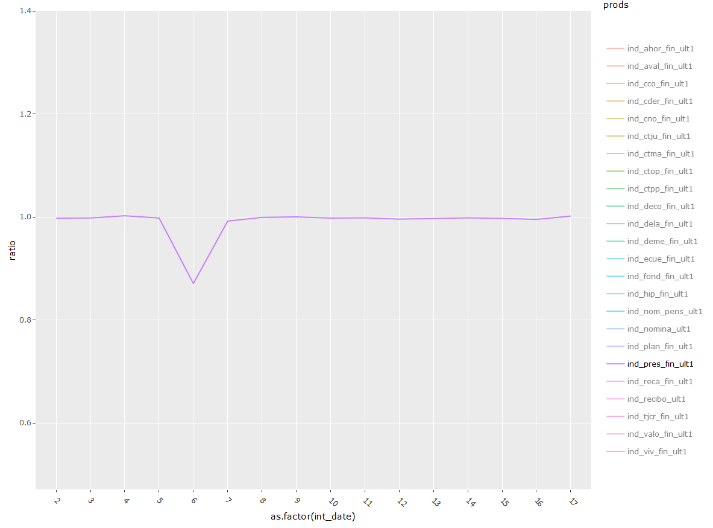 prods
1.4
1.2
1.0
0.8
0.6
ratio
2 3 4 5 6 7 8 9 10 11 12 13 14 15 16 17
as.factor(int_date)
ind_ahor_fin_ult1
ind_aval_fin_ult1
ind_cco_fin_ult1
ind_cder_fin_ult1
ind_cno_fin_ult1
ind_ctju_fin_ult1
ind_ctma_fin_ult1
ind_ctop_fin_ult1
ind_ctpp_fin_ult1
ind_deco_fin_ult1
ind_dela_fin_ult1
ind_deme_fin_ult1
ind_ecue_fin_ult1
ind_fond_fin_ult1
ind_hip_fin_ult1
ind_nom_pens_ult1
ind_nomina_ult1
ind_plan_fin_ult1
ind_pres_fin_ult1
ind_reca_fin_ult1
ind_recibo_ult1
ind_tjcr_fin_ult1
ind_valo_fin_ult1
ind_viv_fin_ult1